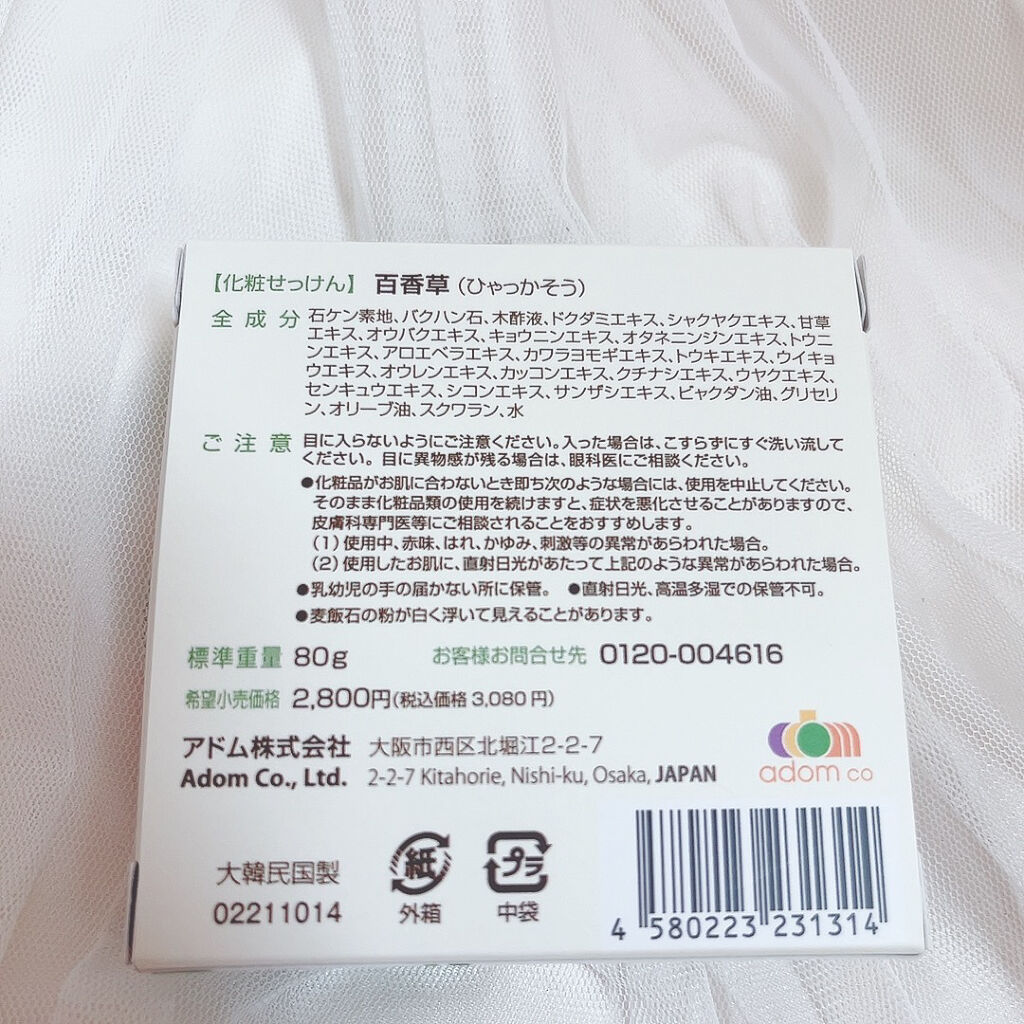 【化粧せっけん】 百香草 (ひゃっかそう)
全成分 石ケン素地、バクハン石、木酢液、ドクダミエキス、シャクヤクエキス、甘草
エキス、オウバクエキス、キョウニンエキス、オタネニンジンエキス、トウニ
ンエキス、アロエベラエキス、カワラヨモギエキス、トウキエキス、ウイキョ
ウエキス、オウレンエキス、カッコンエキス、クチナシエキス、ウヤクエキス、
センキュウエキス、シコンエキス、サンザシエキス、ビャクダン油、グリセリ
ン、オリーブ油、スクワラン、水
ご注意 目に入らないようにご注意ください。入った場合は、こすらずにすぐ洗い流して
ください。目に異物感が残る場合は、眼科医にご相談ください。
●化粧品がお肌に合わないとき即ち次のような場合には、使用を中止してください。
そのまま化粧品類の使用を続けますと、症状を悪化させることがありますので、
皮膚科専門医等にご相談されることをおすすめします。
(1)使用中、赤味、はれ、かゆみ、刺激等の異常があらわれた場合。
(2)使用したお肌に、直射日光があたって上記のような異常があらわれた場合。
●乳幼児の手の届かない所に保管。 ●直射日光、高温多湿での保管不可。
●麦飯石の粉が白く浮いて見えることがあります。
標準重量 80g お客様お問合せ先 0120-004616
希望小売価格 2,800円(税込価格 3,080 円)
アドム株式会社 大阪市西区北堀江2-2-7
Adom Co., Ltd. 2-2-7 Kitahorie, Nishi-ku, Osaka, JAPAN
adom co
大韓民国製
02211014
紙
外箱
プラ
中袋
4 580223 231314